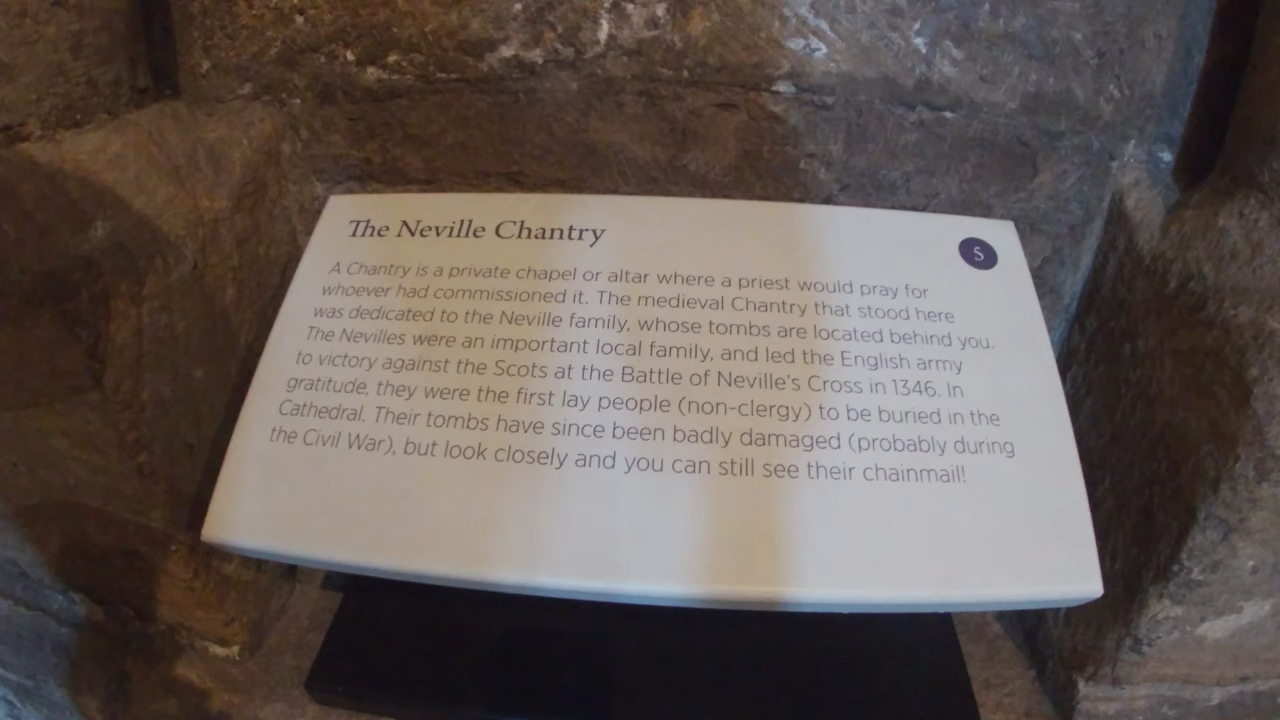 The Neville Chantry
5
A Chantry is a private chapel or altar where a priest would pray for
whoever had commissioned it. The medieval Chantry that stood here
was dedicated to the Neville family, whose tombs are located behind you.
The Nevilles were an important local family, and led the English army
to victory against the Scots at the Battle of Neville's Cross in 1346. In
gratitude, they were the first lay people (non-clergy) to be buried in the
Cathedral. Their tombs have since been badly damaged (probably during
the Civil War), but look closely and you can still see their chainmail!